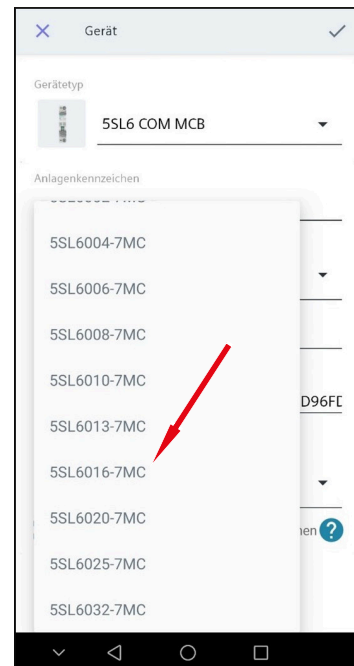 Gerät
Gerätetyp
5SL6 COM MCB
Anlagenkennzeichen
5SL6004-7MC
5SL6006-7MC
5SL6008-7MC
5SL6010-7MC
D96FD
5SL6013-7MC
5SL6016-7MC
5SL6020-7MC
nen ?
5SL6025-7MC
5SL6032-7MC